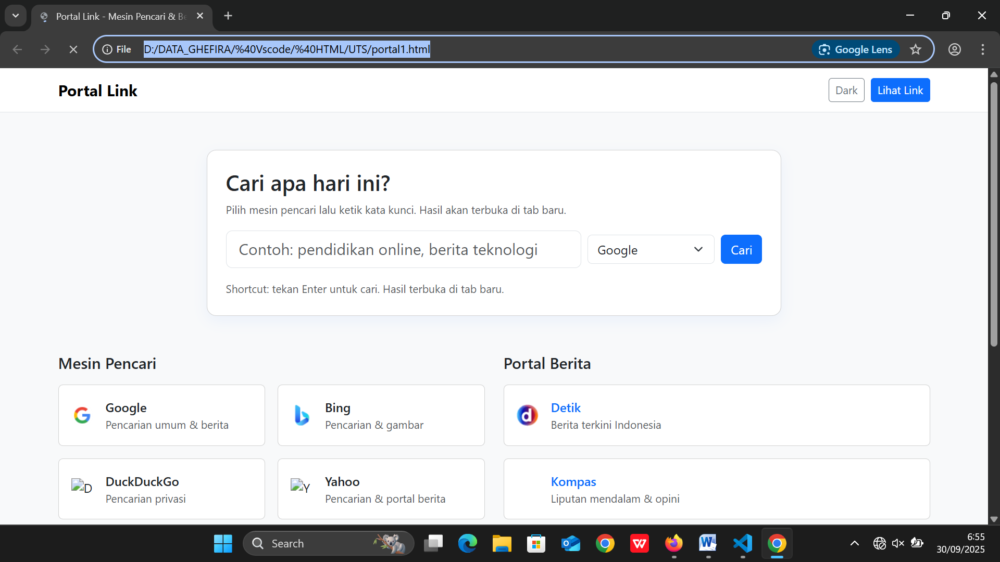 Portal Link - Mesin Pencari & Be
File
D:/DATA_GHEFIRA/%40Vscode/%40HTML/UTS/portal1.html
Google Lens
Portal Link
Dark
Lihat Link
Cari apa hari ini?
Pilih mesin pencari lalu ketik kata kunci. Hasil akan terbuka di tab baru.
Contoh: pendidikan online, berita teknologi
Google
Cari
Shortcut: tekan Enter untuk cari. Hasil terbuka di tab baru.
Mesin Pencari
Portal Berita
Google
Pencarian umum & berita
Bing
Pencarian & gambar
Detik
Berita terkini Indonesia
D
DuckDuckGo
Pencarian privasi
Y
Yahoo
Pencarian & portal berita
Kompas
Liputan mendalam & opini
Search
6:55
30/09/2025